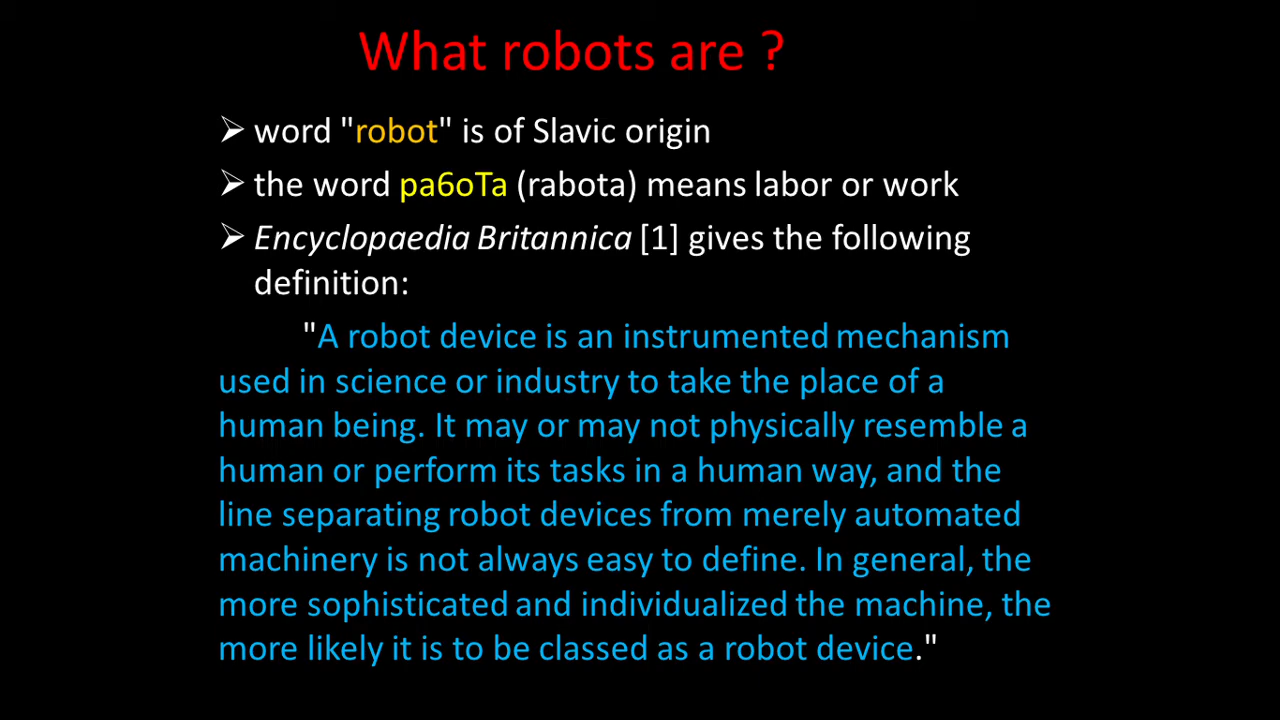 What robots are ?
➢ word "robot" is of Slavic origin
➢ the word pa6oTa (rabota) means labor or work
➢ Encyclopaedia Britannica [1] gives the following
definition:
"A robot device is an instrumented mechanism
used in science or industry to take the place of a
human being. It may or may not physically resemble a
human or perform its tasks in a human way, and the
line separating robot devices from merely automated
machinery is not always easy to define. In general, the
more sophisticated and individualized the machine, the
more likely it is to be classed as a robot device."